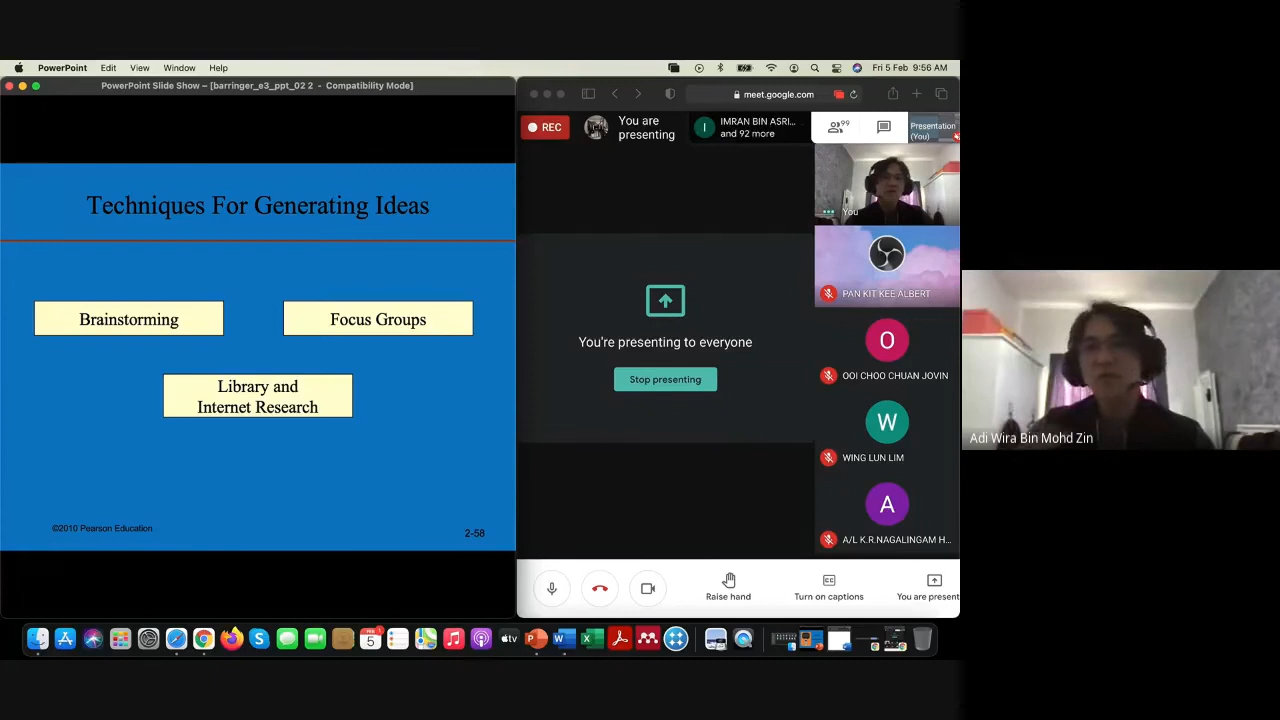 PowerPoint Edit View Window Help
Fri 5 Feb 9:56 AM
PowerPoint Slide Show – [barringer_e3_ppt_02 2 - Compatibility Mode]
Techniques For Generating Ideas
Brainstorming
Focus Groups
Library and
Internet Research
©2010 Pearson Education
2-58
meet.google.com
REC
You are
presenting
I
IMRAN BIN ASRI...
and 92 more
99
Presentation
(You)
You
PAN KIT KEE ALBERT
You're presenting to everyone
Stop presenting
O
OOI CHOO CHUAN JOVIN
W
WING LUN LIM
A
A/L K.R.NAGALINGAM H...
Raise hand
CC
Turn on captions
You are present
Adi Wira Bin Mohd Zin